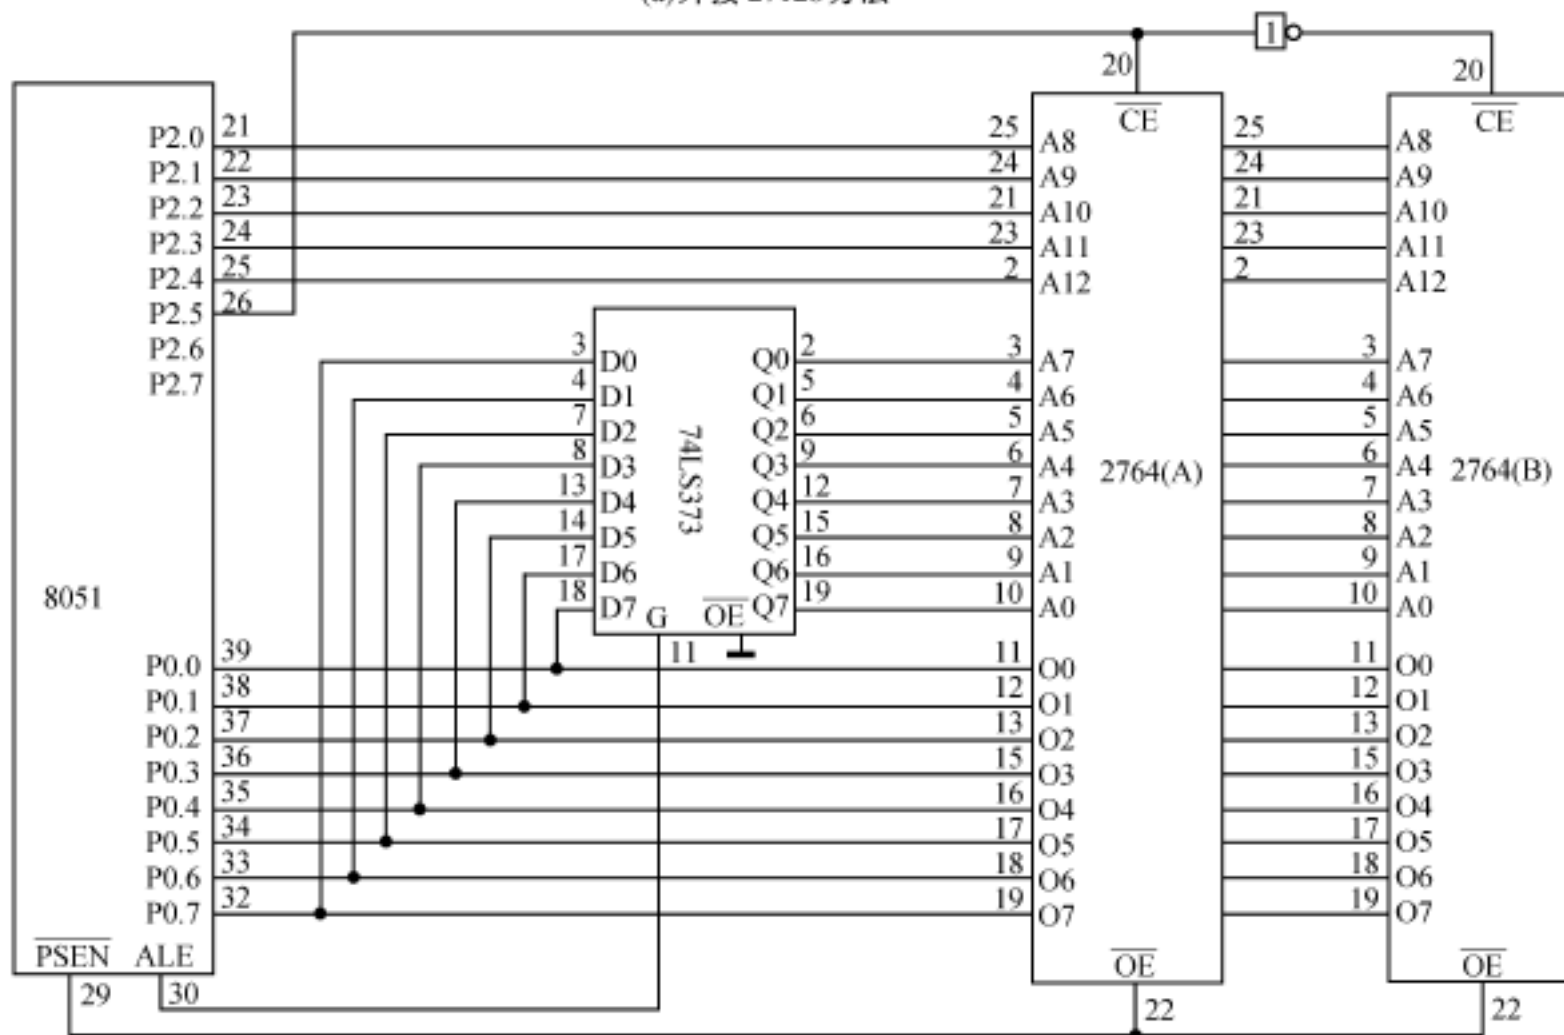 (a)外接 27128 方法
1
20
20
CE
CE
P2.0 21 25 A8 25 A8
P2.1 22 24 A9 24 A9
P2.2 23 21 A10 21 A10
P2.3 24 23 A11 23 A11
P2.4 25 2 A12 2 A12
P2.5 26
P2.6
P2.7
3 D0 Q0 2 3 A7 3 A7
4 D1 Q1 5 4 A6 4 A6
7 D2 Q2 6 5 A5 5 A5
8 D3 Q3 9 6 A4 6 A4
13 D4 Q4 12 7 A3 7 A3
14 D5 Q5 15 8 A2 8 A2
17 D6 Q6 16 9 A1 9 A1
18 D7 Q7 19 10 A0 10 A0
74LS373
G OE
11
2764(A)
2764(B)
8051
P0.0 39 11 O0 11 O0
P0.1 38 12 O1 12 O1
P0.2 37 13 O2 13 O2
P0.3 36 15 O3 15 O3
P0.4 35 16 O4 16 O4
P0.5 34 17 O5 17 O5
P0.6 33 18 O6 18 O6
P0.7 32 19 O7 19 O7
PSEN ALE
OE
OE
29
30
22
22